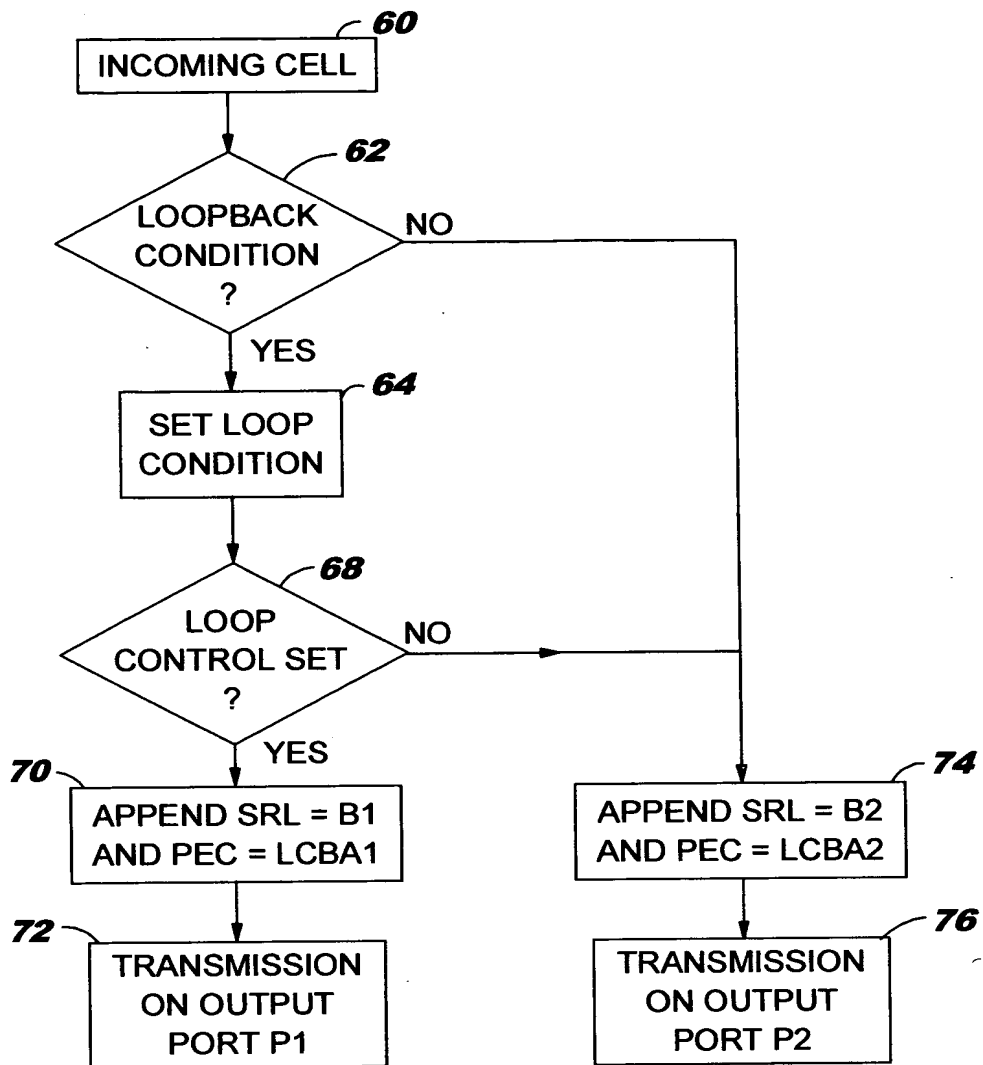 60
INCOMING CELL
62
LOOPBACK
CONDITION
?
NO
YES
64
SET LOOP
CONDITION
68
LOOP
CONTROL SET
?
NO
YES
70
APPEND SRL = B1
AND PEC = LCBA1
74
APPEND SRL = B2
AND PEC = LCBA2
72
TRANSMISSION
ON OUTPUT
PORT P1
76
TRANSMISSION
ON OUTPUT
PORT P2